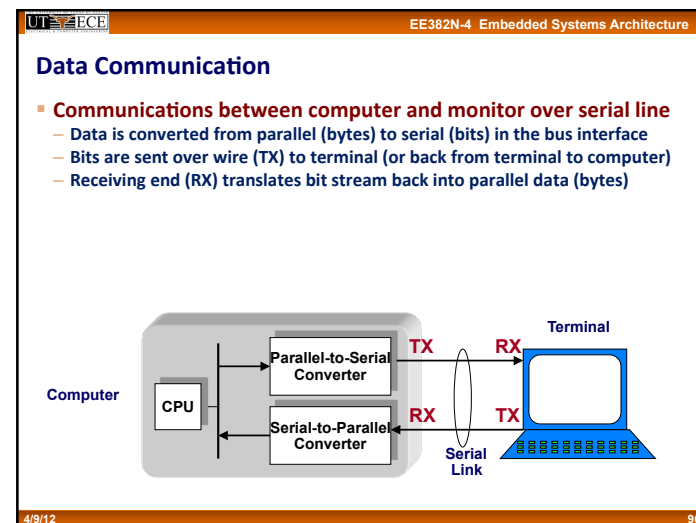 UT ECE
EE382N-4 Embedded Systems Architecture
Data Communication
Communications between computer and monitor over serial line
– Data is converted from parallel (bytes) to serial (bits) in the bus interface
– Bits are sent over wire (TX) to terminal (or back from terminal to computer)
– Receiving end (RX) translates bit stream back into parallel data (bytes)
Terminal
TX
RX
Parallel-to-Serial
Converter
Computer
CPU
RX
TX
Serial-to-Parallel
Converter
Serial
Link
4/9/12